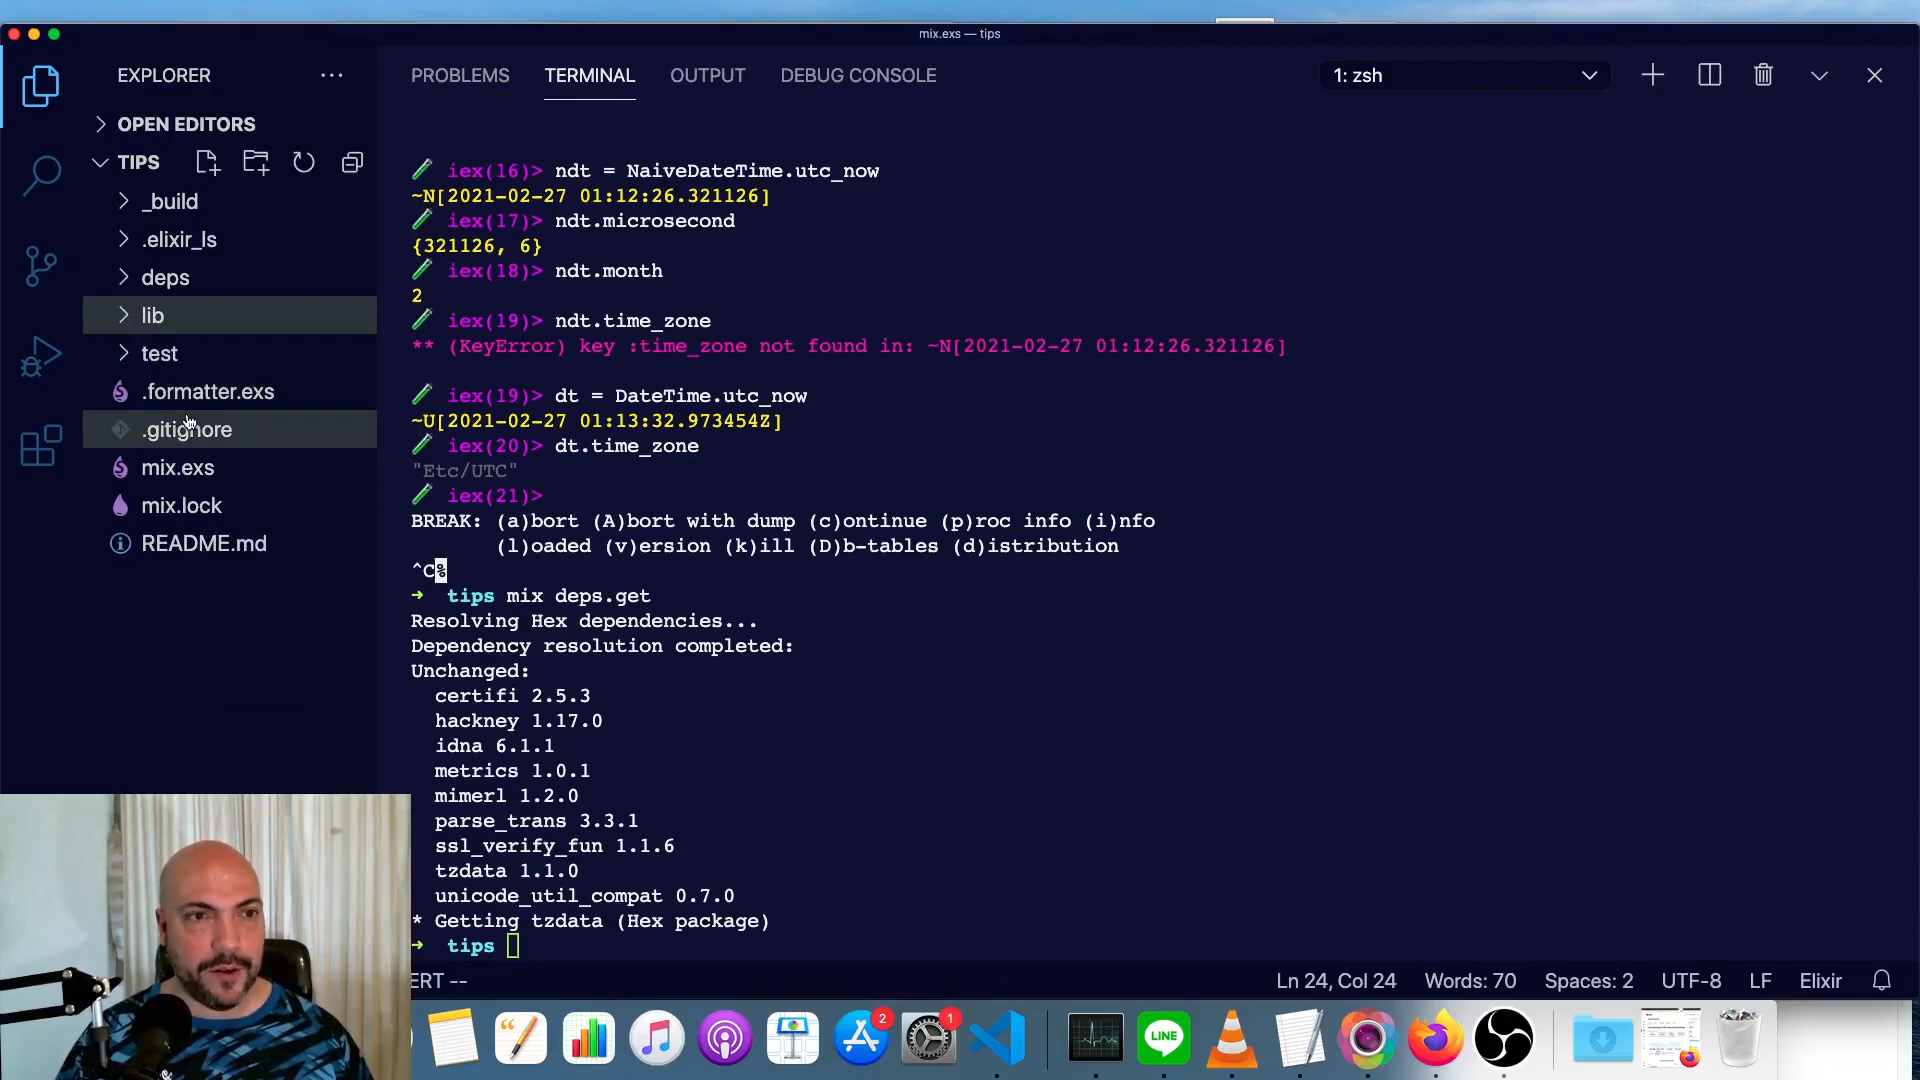 mix.exs — tips
EXPLORER
PROBLEMS TERMINAL OUTPUT DEBUG CONSOLE 1: zsh
OPEN EDITORS
TIPS
_build
.elixir_ls
deps
lib
test
.formatter.exs
.gitignore
mix.exs
mix.lock
README.md
iex(16)> ndt = NaiveDateTime.utc_now
~N[2021-02-27 01:12:26.321126]
iex(17)> ndt.microsecond
{321126, 6}
iex(18)> ndt.month
2
iex(19)> ndt.time_zone
** (KeyError) key :time_zone not found in: ~N[2021-02-27 01:12:26.321126]
iex(19)> dt = DateTime.utc_now
~U[2021-02-27 01:13:32.973454Z]
iex(20)> dt.time_zone
"Etc/UTC"
iex(21)>
BREAK: (a)bort (A)bort with dump (c)ontinue (p)roc info (i)nfo
(l)oaded (v)ersion (k)ill (D)b-tables (d)istribution
^C%
→ tips mix deps.get
Resolving Hex dependencies...
Dependency resolution completed:
Unchanged:
certifi 2.5.3
hackney 1.17.0
idna 6.1.1
metrics 1.0.1
mimerl 1.2.0
parse_trans 3.3.1
ssl_verify_fun 1.1.6
tzdata 1.1.0
unicode_util_compat 0.7.0
* Getting tzdata (Hex package)
→ tips
ERT -- Ln 24, Col 24 Words: 70 Spaces: 2 UTF-8 LF Elixir
2
1
LINE